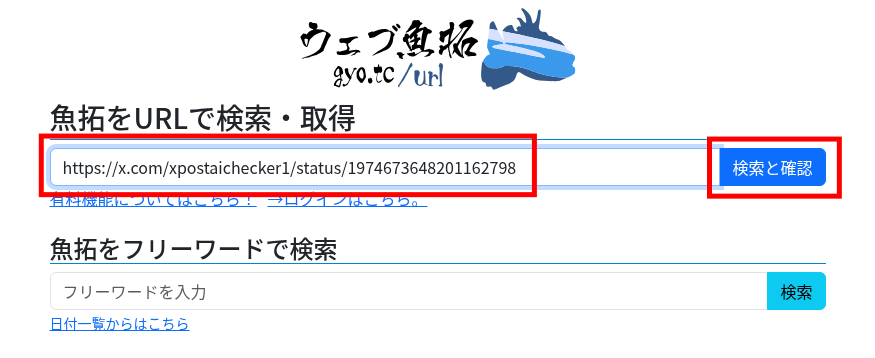 ウェブ魚拓
gyo.tc/url
魚拓をURLで検索・取得
https://x.com/xpostaichecker1/status/1974673648201162798 検索と確認
有料機能についてはこちら！ →ログインはこちら。
魚拓をフリーワードで検索
フリーワードを入力 検索
日付一覧からはこちら